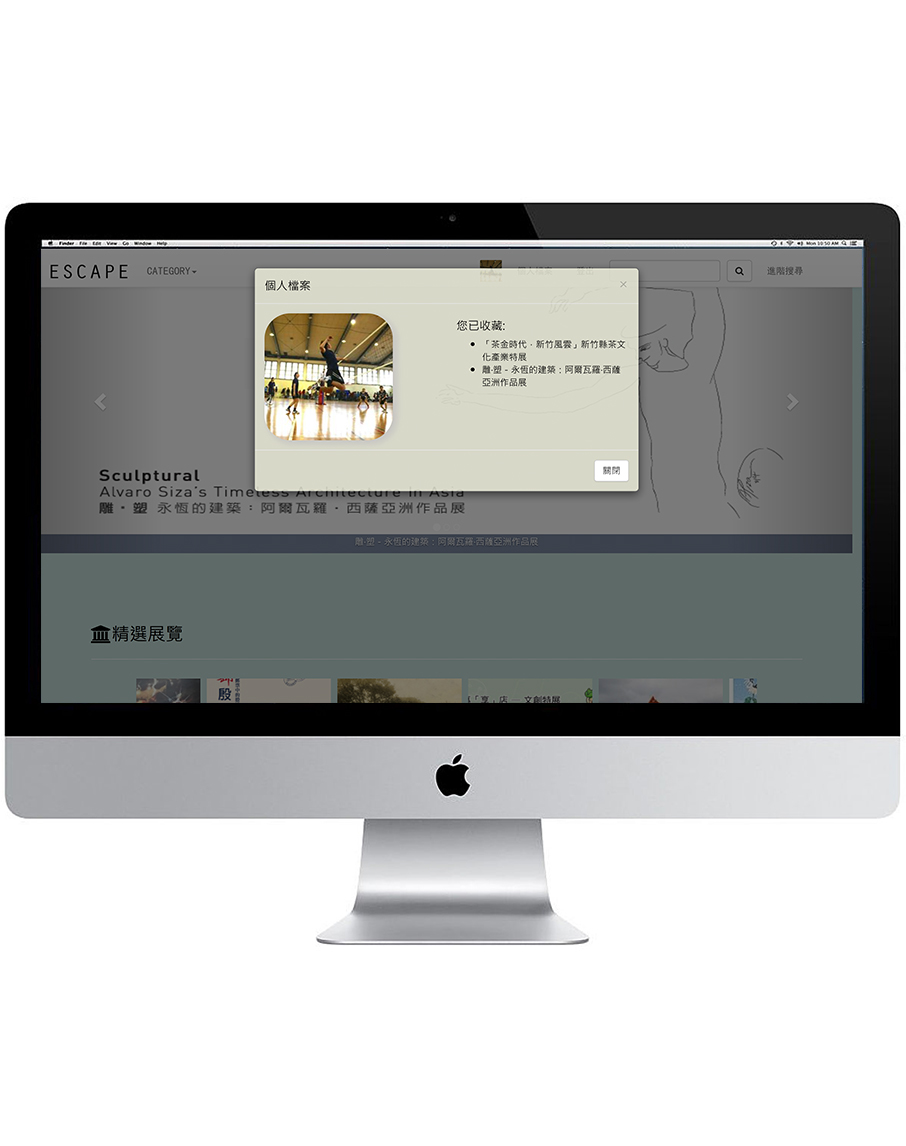 Finder File Edit View Go Window Help
Mon 10:50 AM
ESCAPE CATEGORY 個人檔案 登出 進階搜尋
個人檔案 ×
您已收藏:
「茶金時代‧新竹風雲」新竹縣茶文
化產業特展
雕‧塑 - 永恆的建築：阿爾瓦羅‧西薩
亞洲作品展
關閉
Sculptural
Alvaro Siza's Timeless Architecture in Asia
雕‧塑 永恆的建築：阿爾瓦羅‧西薩亞洲作品展
雕‧塑 - 永恆的建築：阿爾瓦羅‧西薩亞洲作品展
精選展覽
「亨」店 — 文創特展
殷